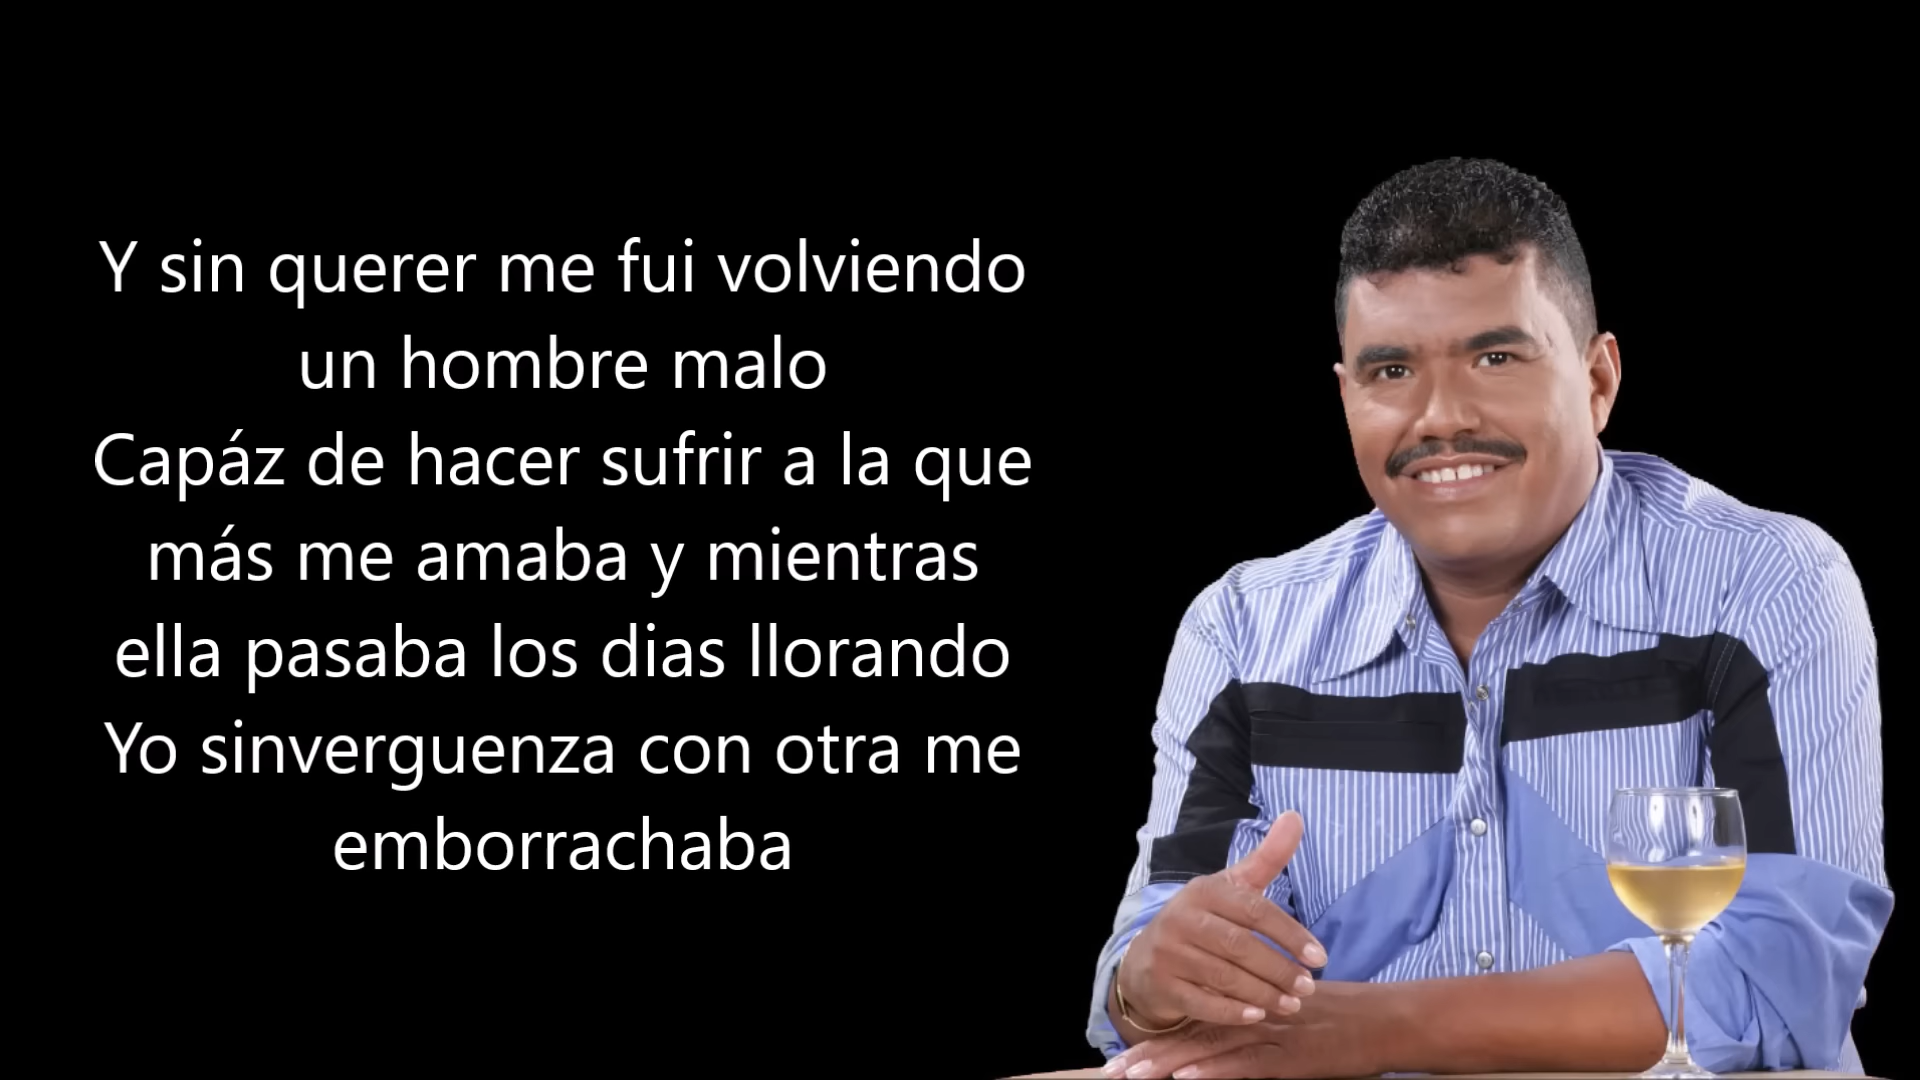 Y sin querer me fui volviendo
un hombre malo
Capáz de hacer sufrir a la que
más me amaba y mientras
ella pasaba los dias llorando
Yo sinverguenza con otra me
emborrachaba